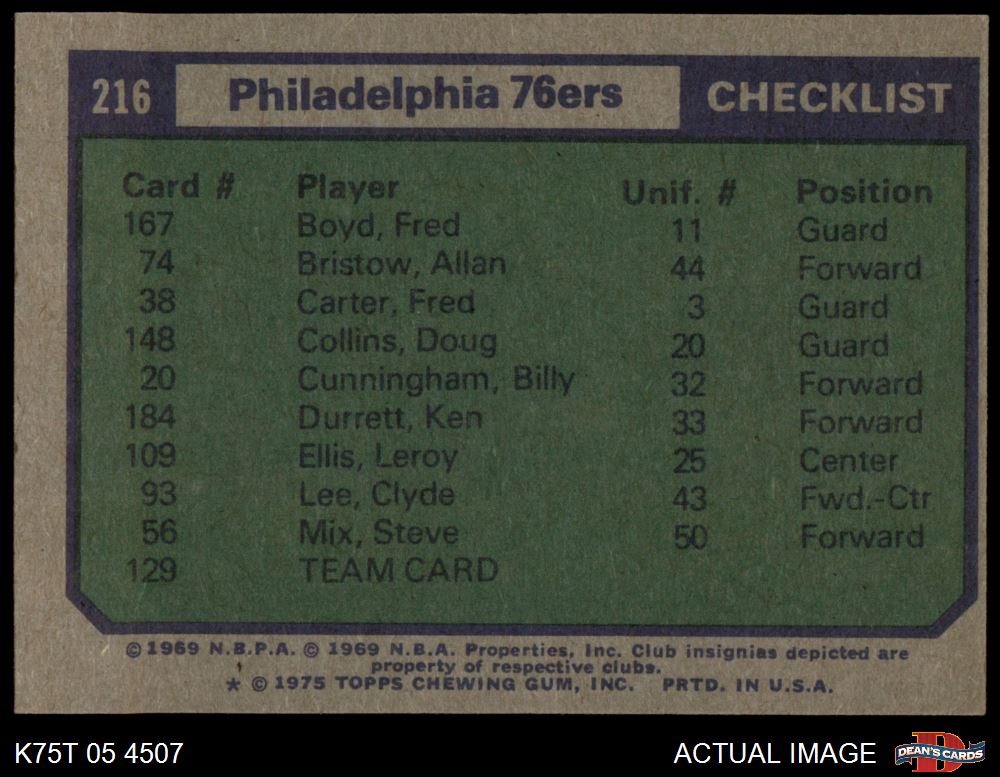 216 Philadelphia 76ers CHECKLIST
Card # Player Unif. # Position
167 Boyd, Fred 11 Guard
74 Bristow, Allan 44 Forward
38 Carter, Fred 3 Guard
148 Collins, Doug 20 Guard
20 Cunningham, Billy 32 Forward
184 Durrett, Ken 33 Forward
109 Ellis, Leroy 25 Center
93 Lee, Clyde 43 Fwd.-Ctr
56 Mix, Steve 50 Forward
129 TEAM CARD
© 1969 N.B.P.A. © 1969 N.B.A. Properties, Inc. Club insignias depicted are
property of respective clubs.
* © 1975 TOPPS CHEWING GUM, INC. PRTD. IN U.S.A.
K75T 05 4507 ACTUAL IMAGE D DEAN'S CARDS